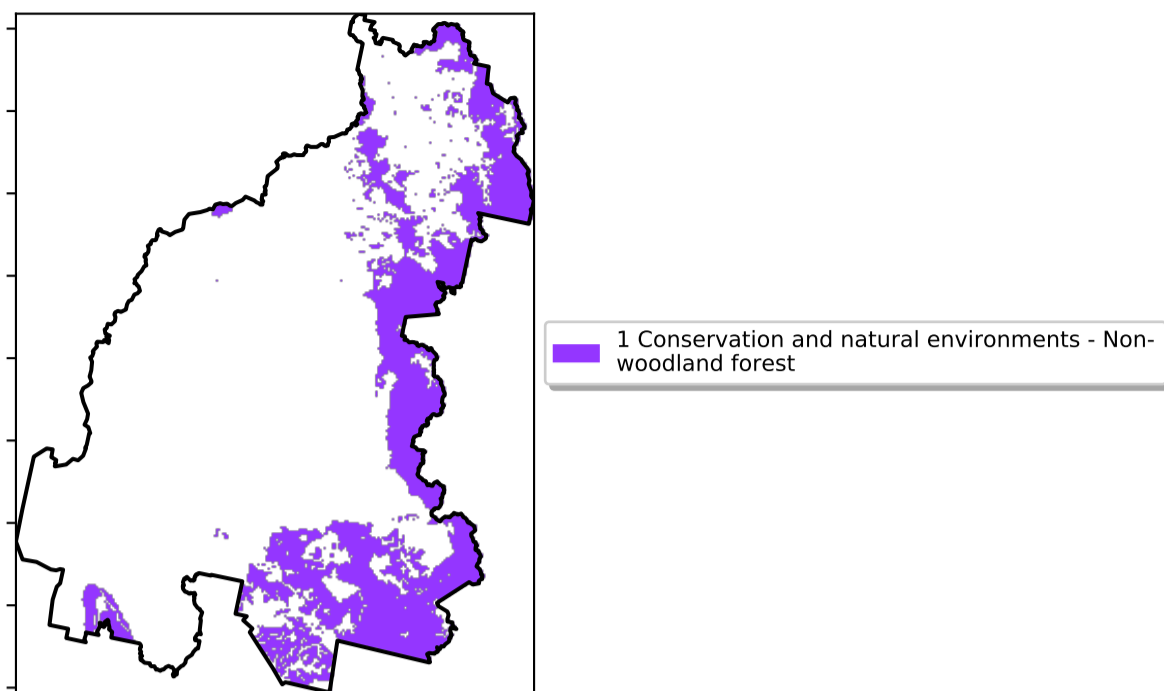 1 Conservation and natural environments - Non-
woodland forest